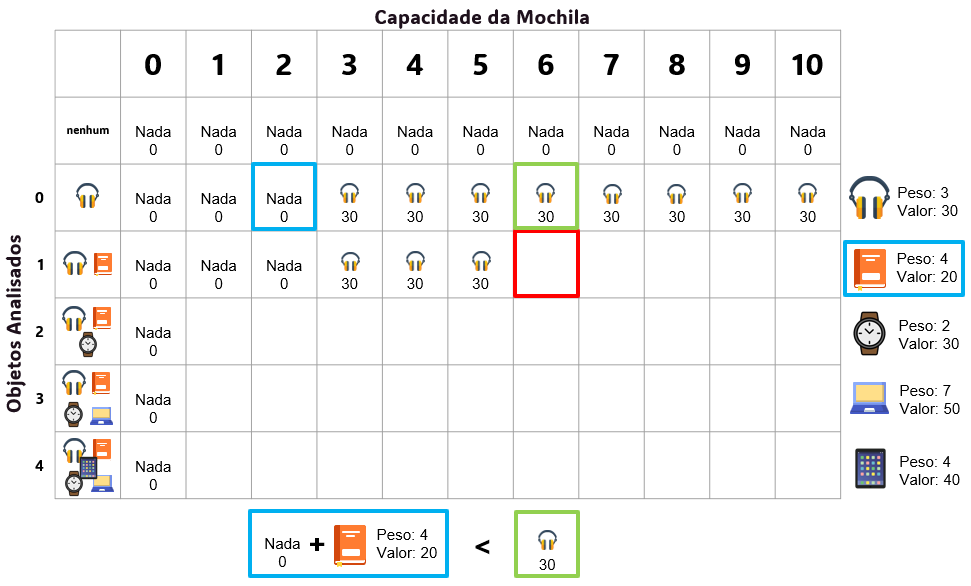 Capacidade da Mochila
0 1 2 3 4 5 6 7 8 9 10
nenhum
Nada Nada Nada Nada Nada Nada Nada Nada Nada Nada Nada
0 0 0 0 0 0 0 0 0 0 0
Objetos Analisados
0
Nada Nada Nada
0 0 0 30 30 30 30 30 30 30 30
Peso: 3
Valor: 30
1
Nada Nada Nada
0 0 0 30 30 30
Peso: 4
Valor: 20
2
Nada
0
Peso: 2
Valor: 30
3
Nada
0
Peso: 7
Valor: 50
4
Nada
0
Peso: 4
Valor: 40
Nada
0
+
Peso: 4
Valor: 20
<
30